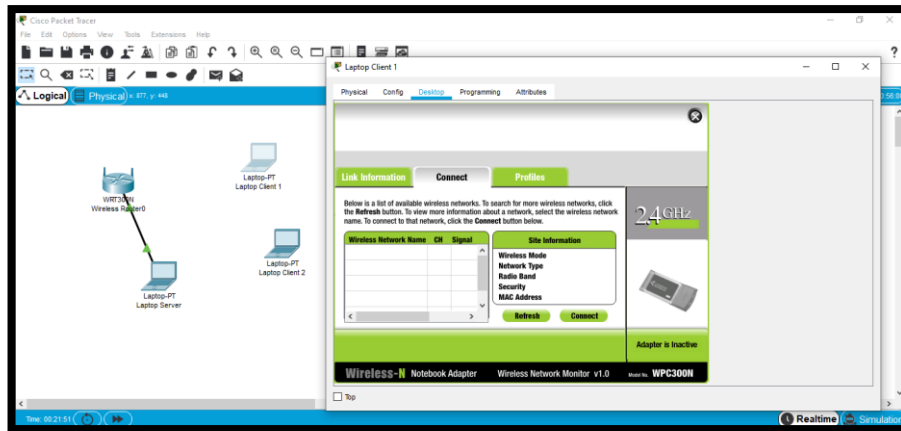 Cisco Packet Tracer
File Edit Options View Tools Extensions Help
?
Logical
Physical
x: 877, y: 448
WRT300N
Wireless Router0
Laptop-PT
Laptop Client 1
Laptop-PT
Laptop Client 2
Laptop-PT
Laptop Server
Laptop Client 1
Physical Config Desktop Programming Attributes
Link Information Connect Profiles
Below is a list of available wireless networks. To search for more wireless networks, click
the Refresh button. To view more information about a network, select the wireless network
name. To connect to that network, click the Connect button below.
2.4GHz
Wireless Network Name CH Signal
Site Information
Wireless Mode
Network Type
Radio Band
Security
MAC Address
Refresh Connect
Adapter is Inactive
Wireless-N Notebook Adapter Wireless Network Monitor v1.0 Model No. WPC300N
Top
Time: 00:21:51
Realtime
Simulation